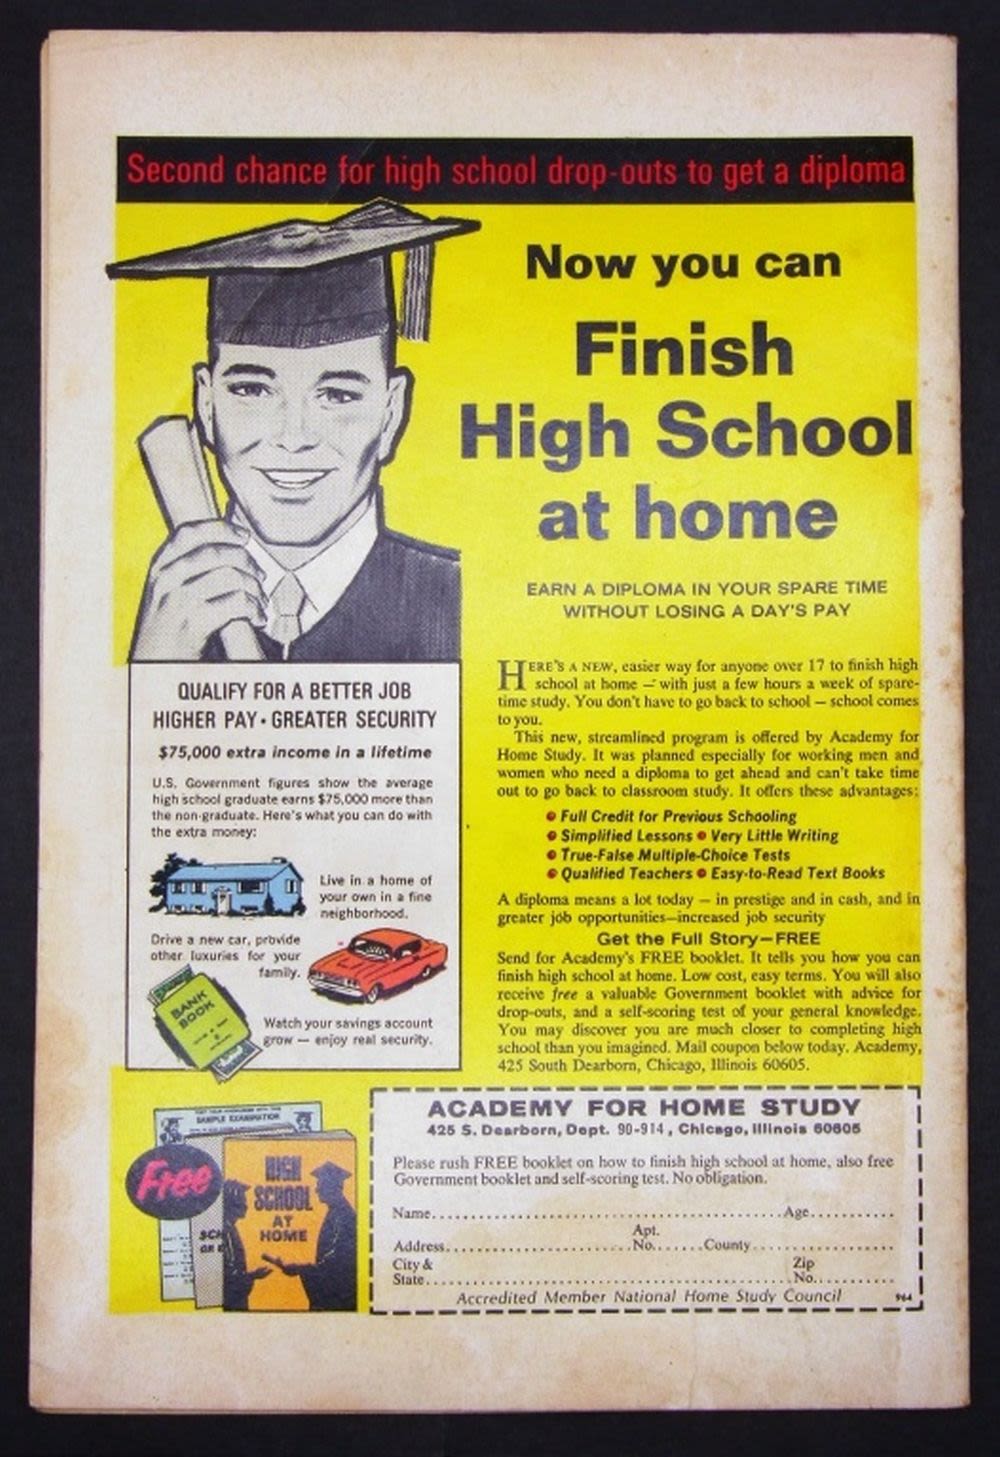 Second chance for high school drop-outs to get a diploma
Now you can
Finish
High School
at home
EARN A DIPLOMA IN YOUR SPARE TIME
WITHOUT LOSING A DAY'S PAY
QUALIFY FOR A BETTER JOB
HIGHER PAY • GREATER SECURITY
$75,000 extra income in a lifetime
U.S. Government figures show the average
high school graduate earns $75,000 more than
the non-graduate. Here's what you can do with
the extra money:
Live in a home of
your own in a fine
neighborhood.
Drive a new car, provide
other luxuries for your
family.
BANK
BOOK
Watch your savings account
grow — enjoy real security.
HERE'S A NEW, easier way for anyone over 17 to finish high
school at home — with just a few hours a week of spare-
time study. You don't have to go back to school — school comes
to you.
This new, streamlined program is offered by Academy for
Home Study. It was planned especially for working men and
women who need a diploma to get ahead and can't take time
out to go back to classroom study. It offers these advantages:
• Full Credit for Previous Schooling
• Simplified Lessons • Very Little Writing
• True-False Multiple-Choice Tests
• Qualified Teachers • Easy-to-Read Text Books
A diploma means a lot today — in prestige and in cash, and in
greater job opportunities—increased job security
Get the Full Story—FREE
Send for Academy's FREE booklet. It tells you how you can
finish high school at home. Low cost, easy terms. You will also
receive free a valuable Government booklet with advice for
drop-outs, and a self-scoring test of your general knowledge.
You may discover you are much closer to completing high
school than you imagined. Mail coupon below today. Academy,
425 South Dearborn, Chicago, Illinois 60605.
SAMPLE EXAMINATION
Free
HIGH
SCHOOL
AT
HOME
ACADEMY FOR HOME STUDY
425 S. Dearborn, Dept. 90-914, Chicago, Illinois 60605
Please rush FREE booklet on how to finish high school at home, also free
Government booklet and self-scoring test. No obligation.
Name.......................................................Age.............
Apt.
Address..............................No.......County......................
City &
Zip
State.......................................................No.............
Accredited Member National Home Study Council
964